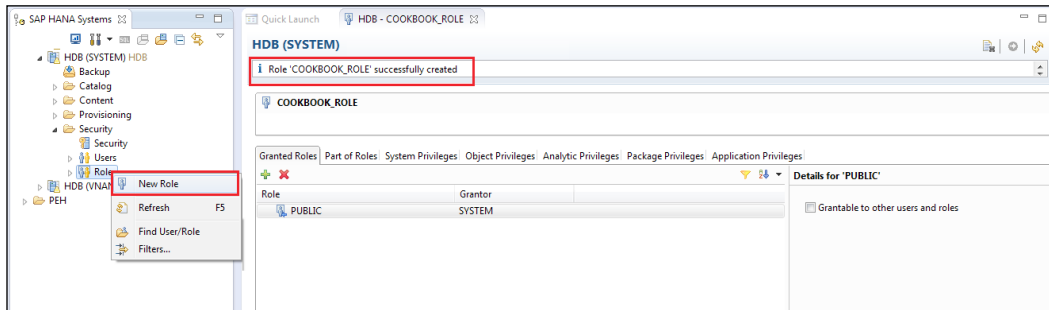 SAP HANA Systems
HDB (SYSTEM) HDB
Backup
Catalog
Content
Provisioning
Security
Security
Users
Role
HDB (VNAN
PEH
New Role
Refresh F5
Find User/Role
Filters...
Quick Launch HDB - COOKBOOK_ROLE
HDB (SYSTEM)
i Role 'COOKBOOK_ROLE' successfully created
COOKBOOK_ROLE
Granted Roles Part of Roles System Privileges Object Privileges Analytic Privileges Package Privileges Application Privileges
Role Grantor
PUBLIC SYSTEM
Details for 'PUBLIC'
Grantable to other users and roles